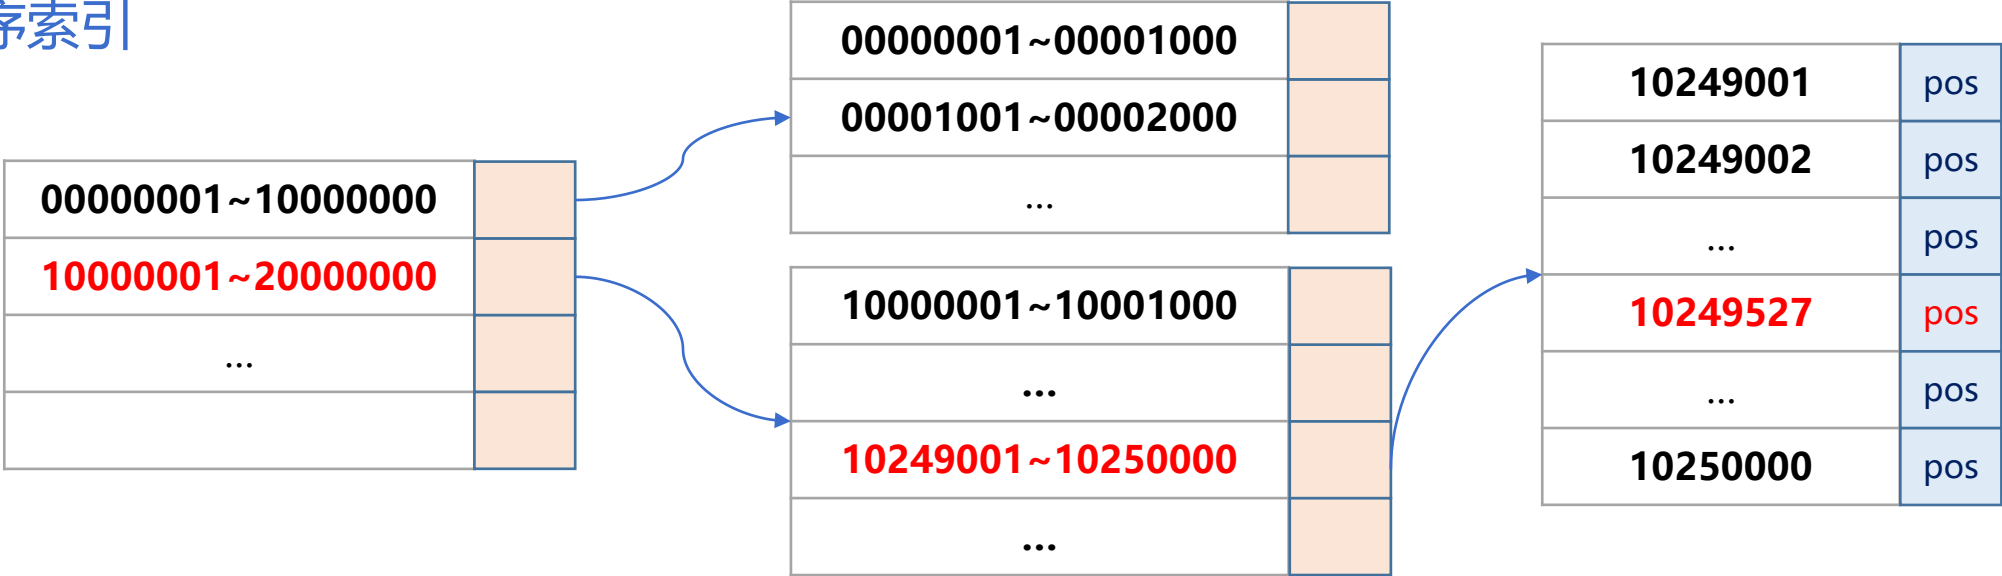 序索引
00000001~10000000
10000001~20000000
...
00000001~00001000
00001001~00002000
...
10000001~10001000
...
10249001~10250000
...
10249001 pos
10249002 pos
... pos
10249527 pos
... pos
10250000 pos